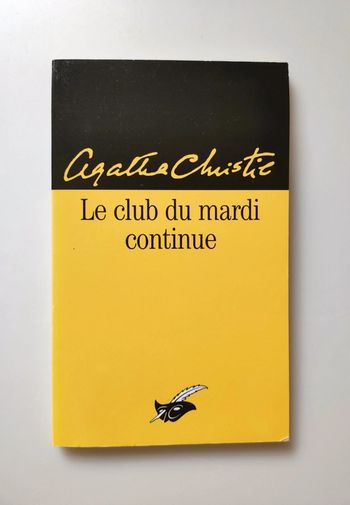 Agatha Christie
Le club du mardi
continue